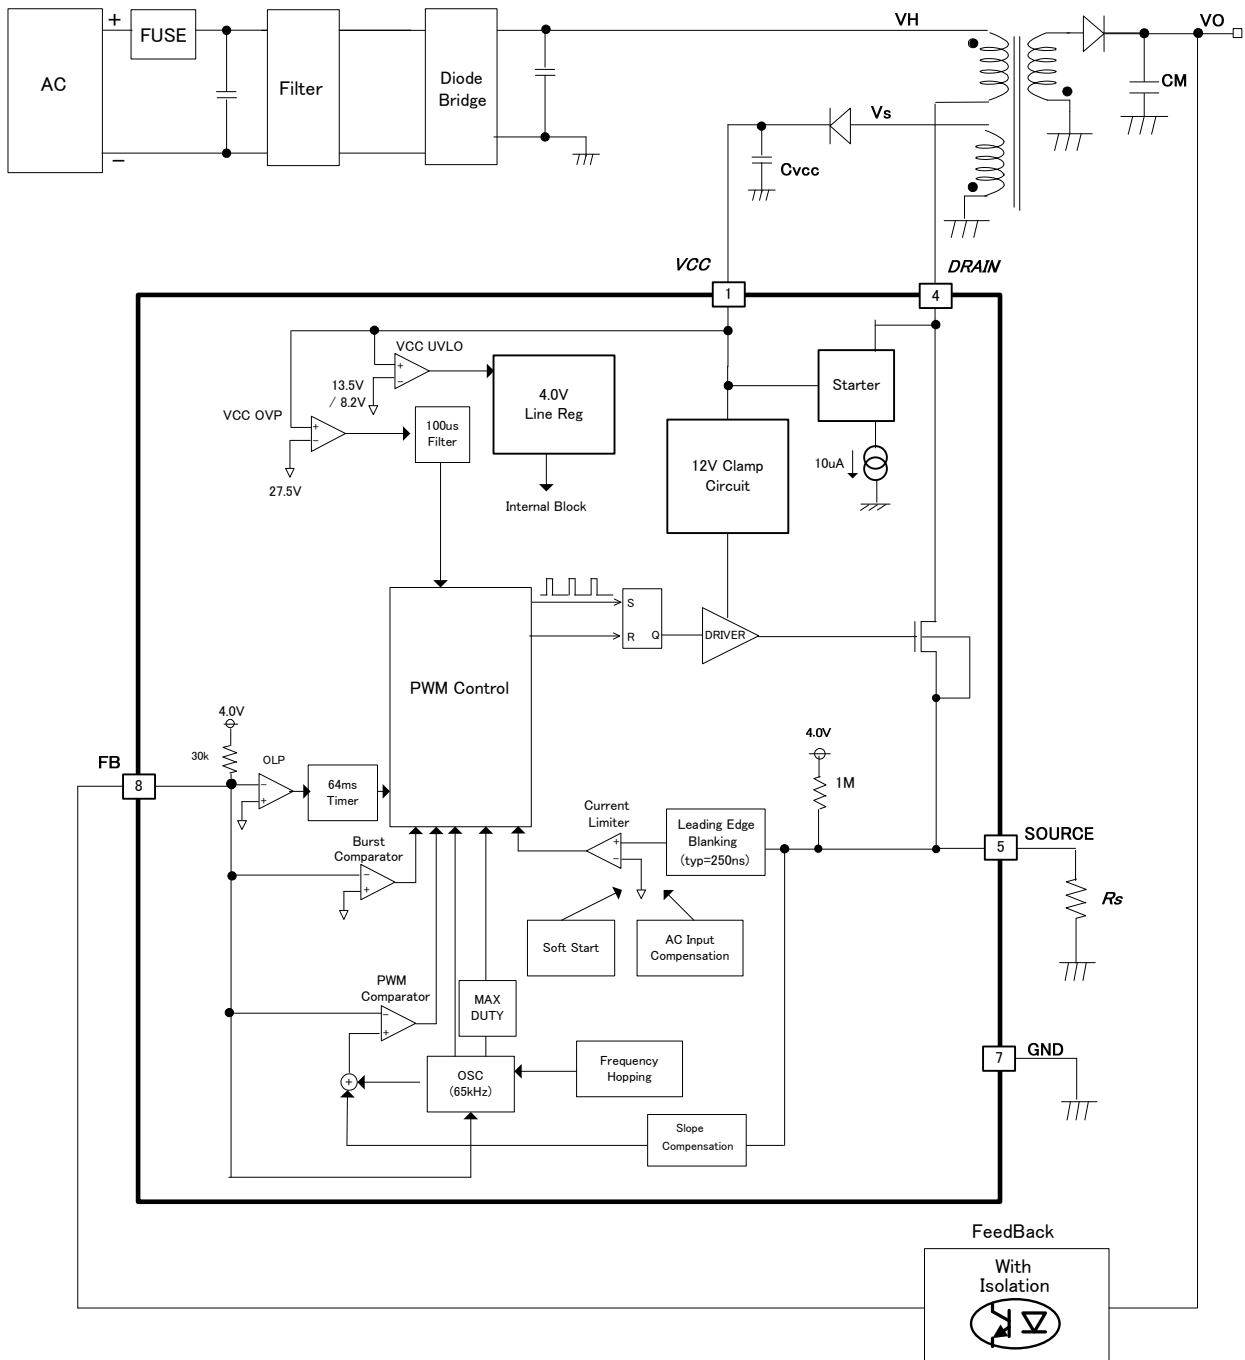 AC
+
−
FUSE
Filter
Diode
Bridge
VH
VO
CM
Vs
Cvcc
VCC
DRAIN
1
4
VCC UVLO
+
−
13.5V
/ 8.2V
4.0V
Line Reg
Starter
VCC OVP
+
−
27.5V
100us
Filter
Internal Block
12V Clamp
Circuit
10uA
S
R
Q
DRIVER
PWM Control
4.0V
30k
FB
8
OLP
−
+
64ms
Timer
4.0V
1M
Current
Limiter
+
−
Leading Edge
Blanking
(typ=250ns)
SOURCE
5
Rs
Burst
Comparator
−
+
Soft Start
AC Input
Compensation
PWM
Comparator
−
+
MAX
DUTY
+
OSC
(65kHz)
Frequency
Hopping
7
GND
Slope
Compensation
FeedBack
With
Isolation